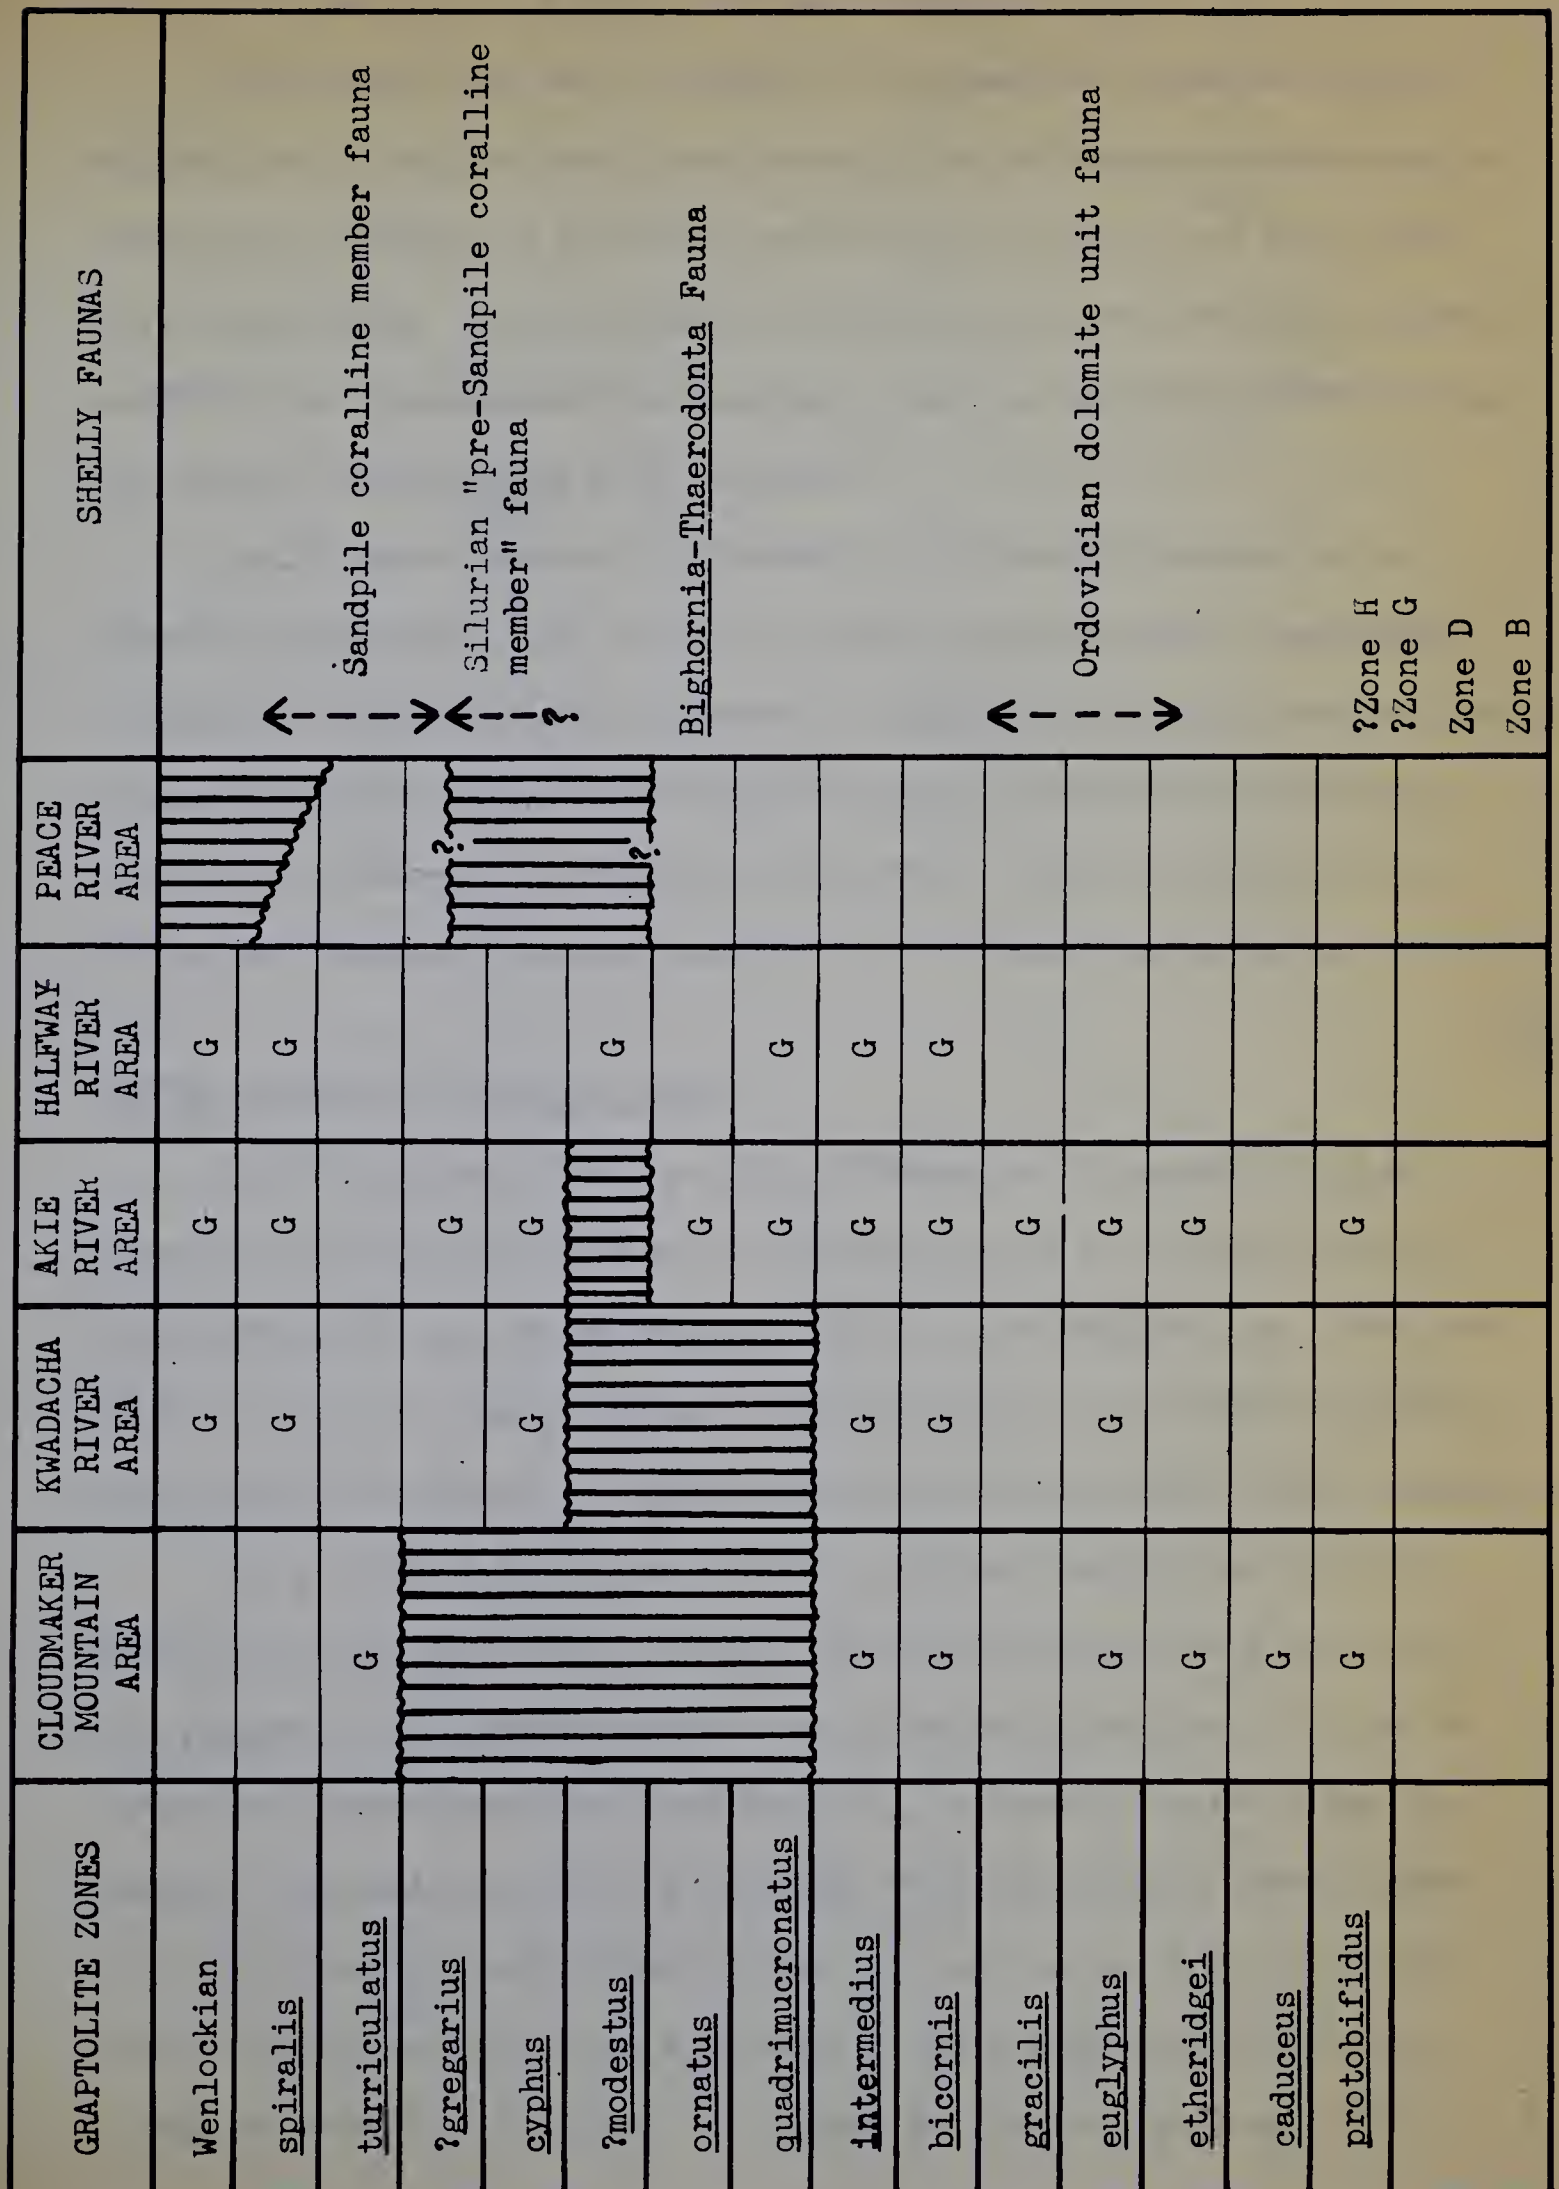 GRAPTOLITE ZONES
CLOUDMAKER
MOUNTAIN
AREA
KWADACHA
RIVER
AREA
AKIE
RIVER
AREA
HALFWAY
RIVER
AREA
PEACE
RIVER
AREA
SHELLY FAUNAS
Wenlockian
G
G
G
spiralis
G
G
G
turriculatus
G
Sandpile coralline member fauna
?gregarius
G
?
cyphus
G
G
Silurian "pre-Sandpile coralline
member" fauna
?
?modestus
G
?
ornatus
G
Bighornia-Thaerodonta Fauna
quadrimucronatus
G
G
intermedius
G
G
G
G
bicornis
G
G
G
G
gracilis
G
euglyphus
G
G
G
Ordovician dolomite unit fauna
etheridgei
G
G
caduceus
G
protobifidus
G
G
?Zone H
?Zone G
Zone D
Zone B